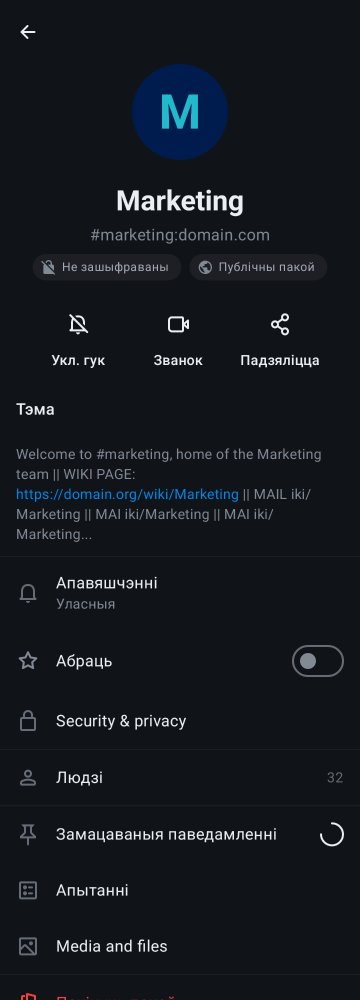 M
Marketing
#marketing:domain.com
Не зашыфраваны
Публічны пакой
Укл. гук
Званок
Падзяліцца
Тэма
Welcome to #marketing, home of the Marketing
team || WIKI PAGE:
https://domain.org/wiki/Marketing || MAIL iki/
Marketing || MAI iki/Marketing || MAI iki/
Marketing...
Апавяшчэнні
Уласныя
Абраць
Security & privacy
Людзі
32
Замацаваныя паведамленні
Апытанні
Media and files